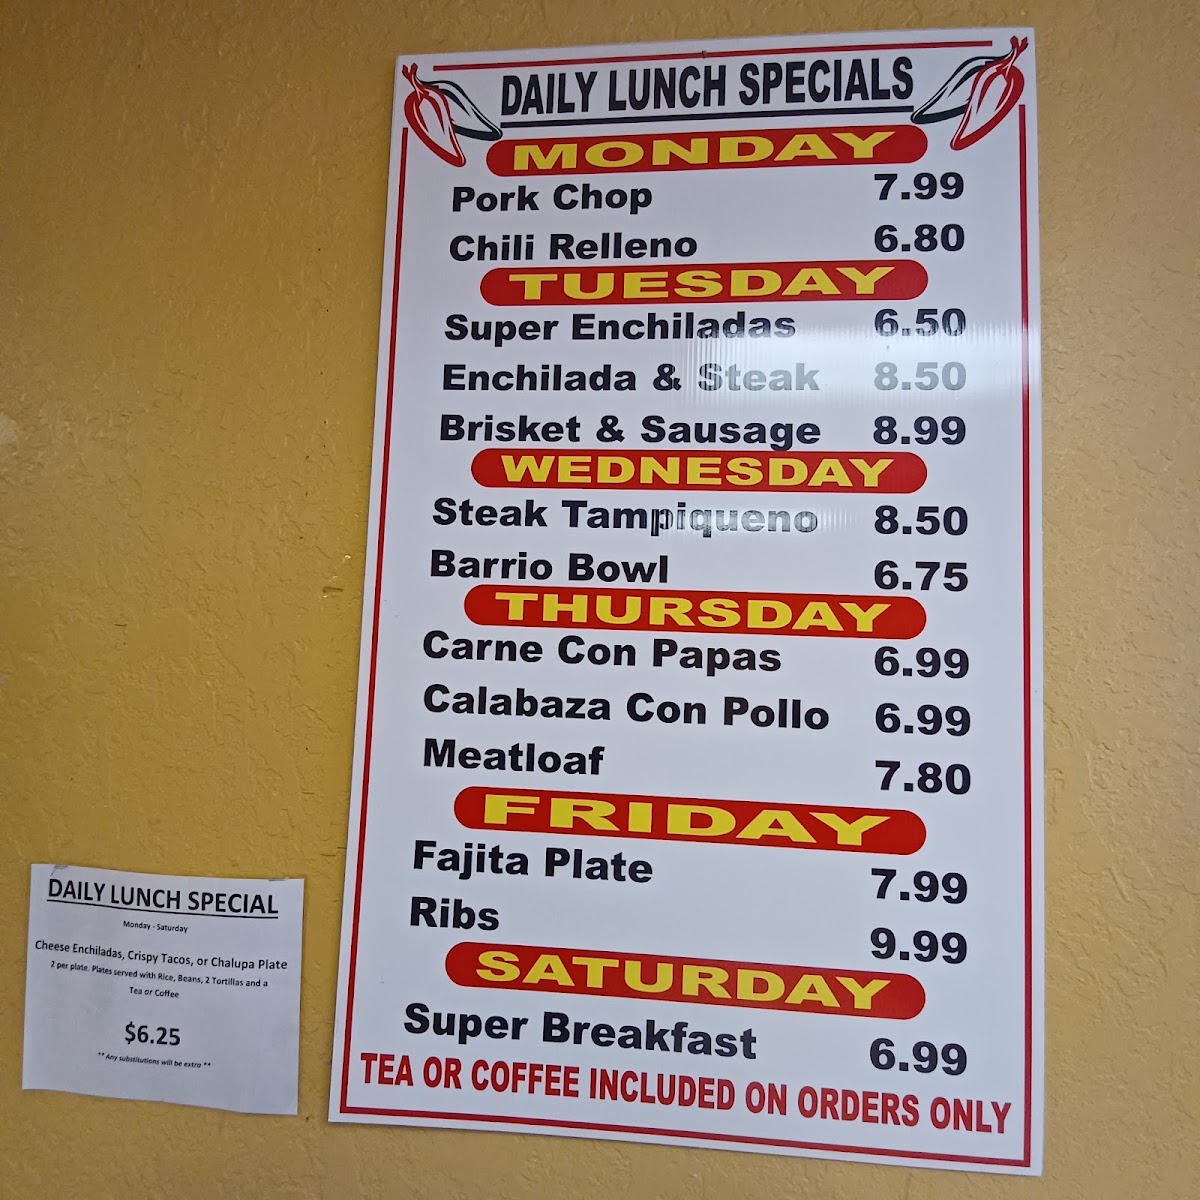 DAILY LUNCH SPECIALS
MONDAY
Pork Chop 7.99
Chili Relleno 6.80
TUESDAY
Super Enchiladas 6.50
Enchilada & Steak 8.50
Brisket & Sausage 8.99
WEDNESDAY
Steak Tampiqueno 8.50
Barrio Bowl 6.75
THURSDAY
Carne Con Papas 6.99
Calabaza Con Pollo 6.99
Meatloaf 7.80
FRIDAY
Fajita Plate 7.99
Ribs 9.99
SATURDAY
Super Breakfast 6.99
TEA OR COFFEE INCLUDED ON ORDERS ONLY
DAILY LUNCH SPECIAL
Monday - Saturday
Cheese Enchiladas, Crispy Tacos, or Chalupa Plate
2 per plate. Plates served with Rice, Beans, 2 Tortillas and a
Tea or Coffee
$6.25
** Any substitutions will be extra **